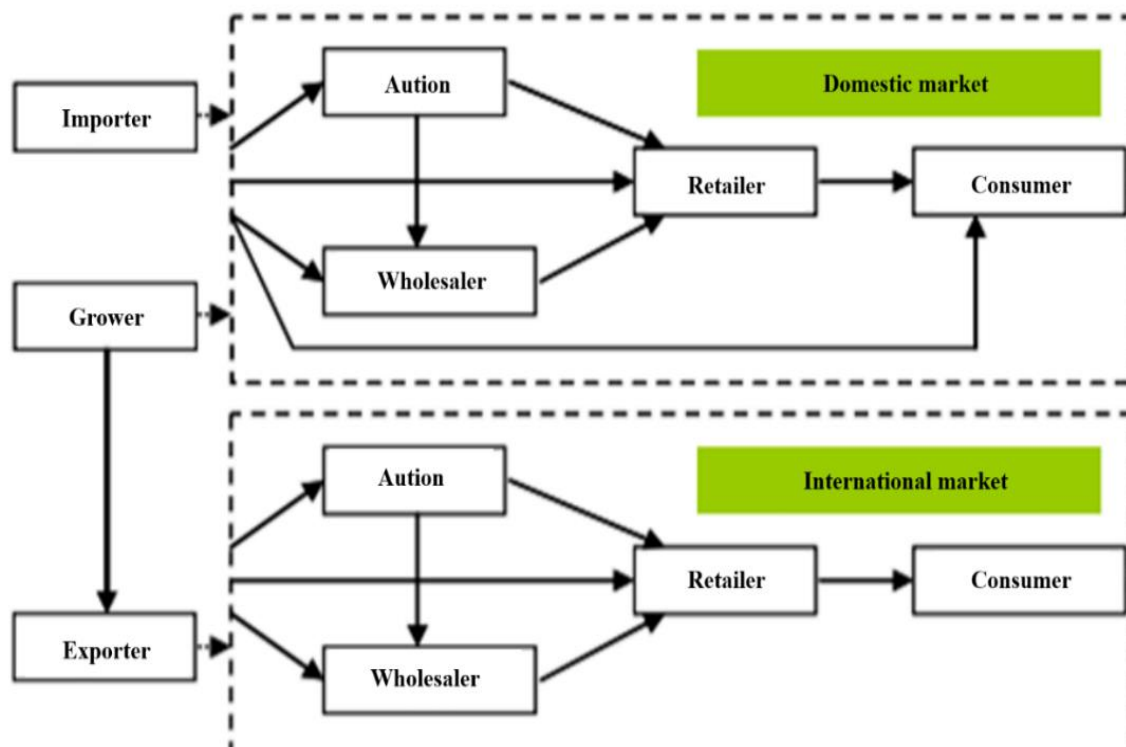 Importer
Aution
Domestic market
Retailer
Consumer
Wholesaler
Grower
Aution
International market
Retailer
Consumer
Exporter
Wholesaler